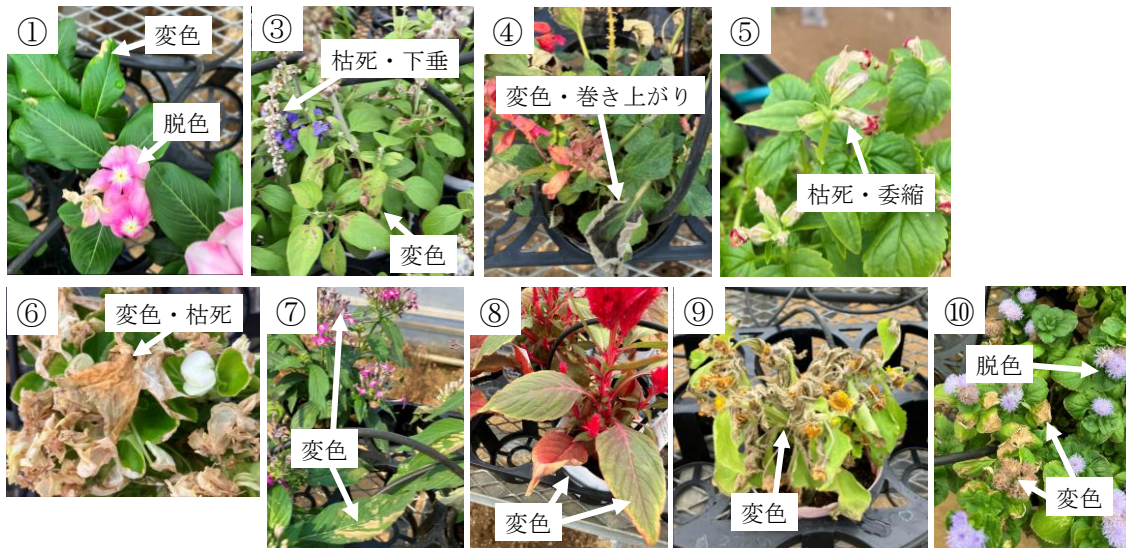 ①
変色
脱色
③
枯死・下垂
変色
④
変色・巻き上がり
⑤
枯死・委縮
⑥
変色・枯死
⑦
変色
⑧
変色
⑨
変色
⑩
脱色
変色